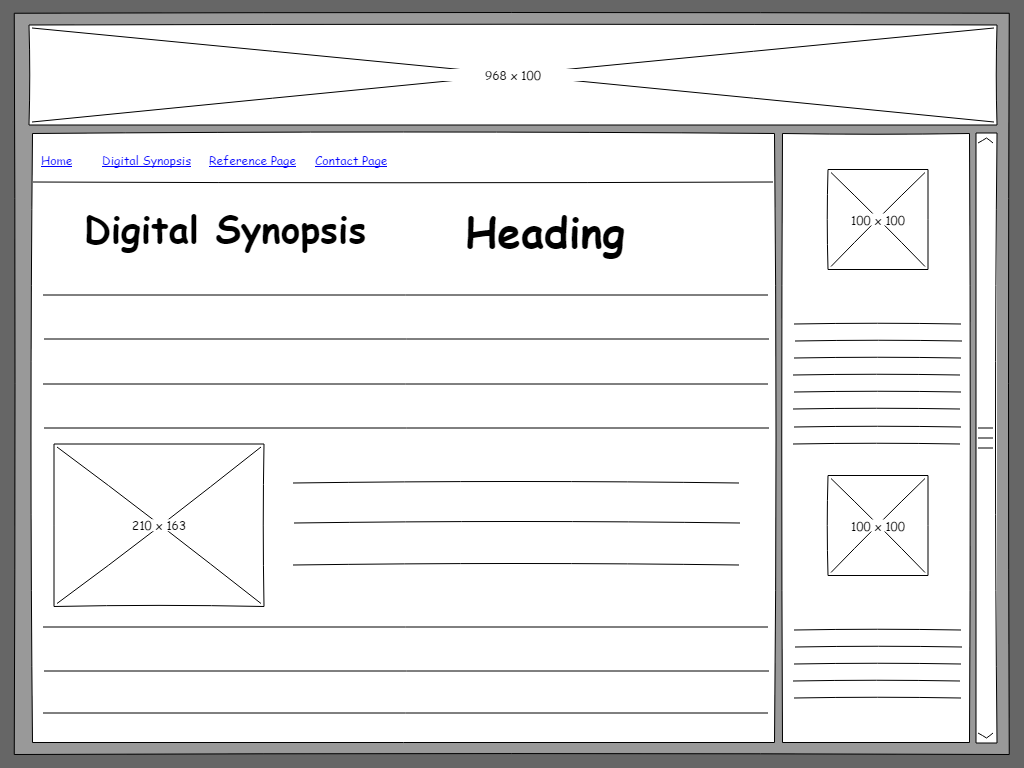 968 x 100
Home Digital Synopsis Reference Page Contact Page
Digital Synopsis Heading
100 x 100
210 x 163
100 x 100